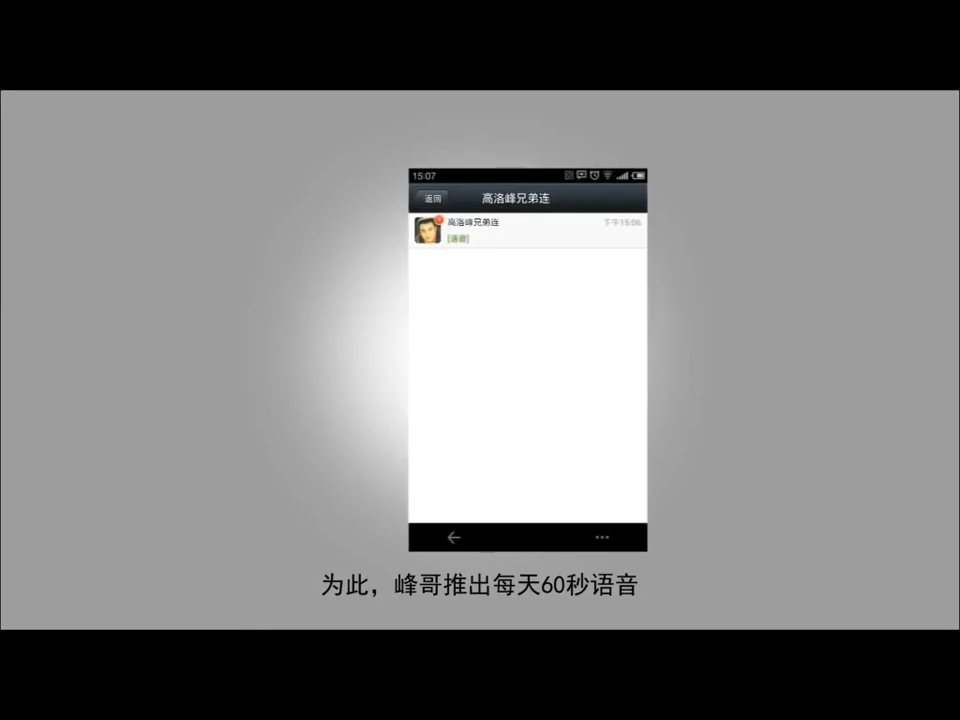 15:07
返回
高洛峰兄弟连
高洛峰兄弟连
下午15:06
[语音]
为此，峰哥推出每天60秒语音